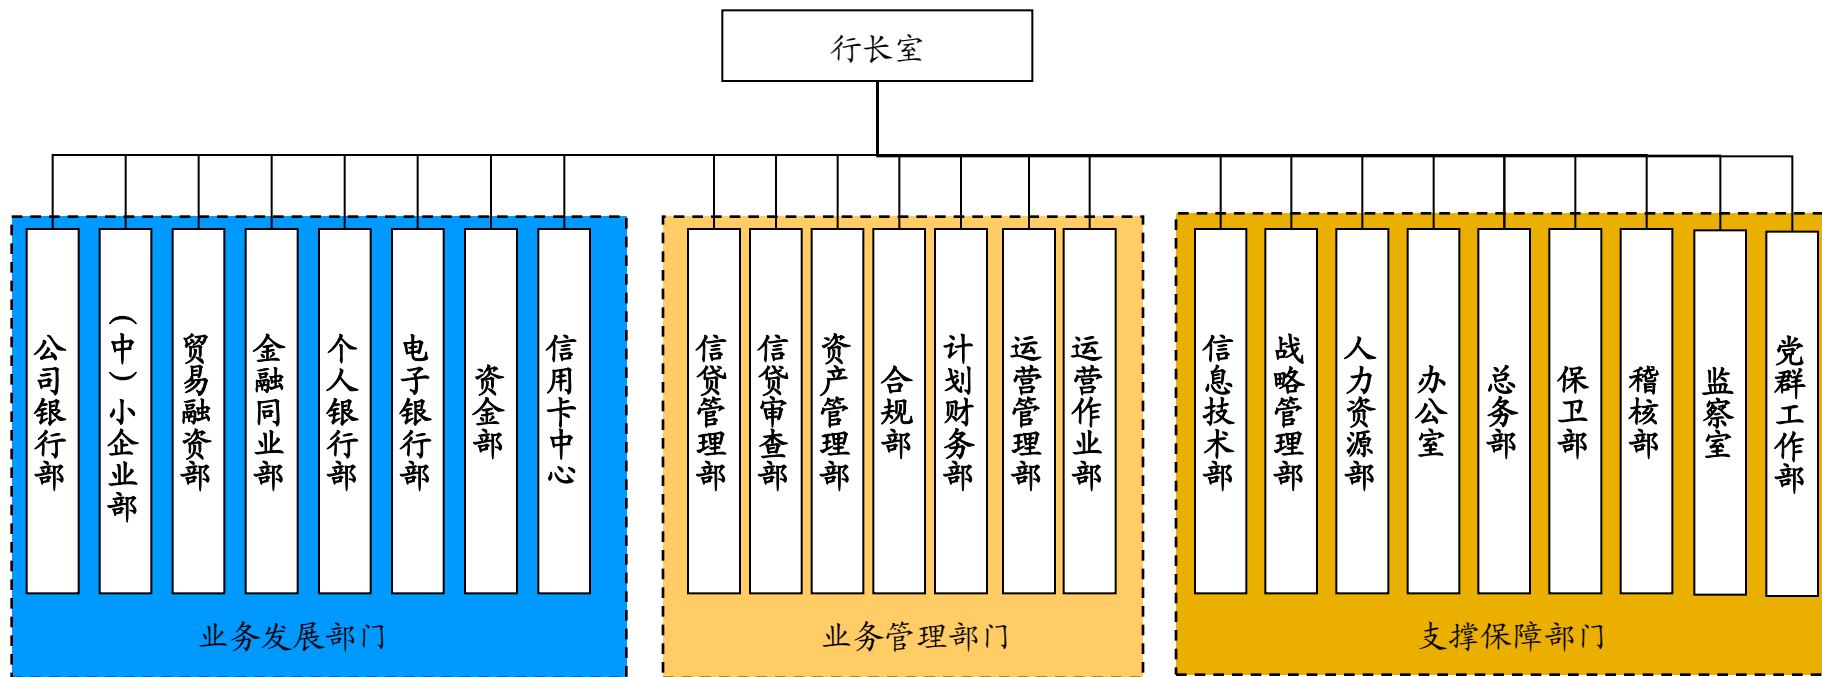 行长室
公司银行部
（中）小企业部
贸易融资部
金融同业部
个人银行部
电子银行部
资金部
信用卡中心
业务发展部门
信贷管理部
信贷审查部
资产管理部
合规部
计划财务部
运营管理部
运营作业部
业务管理部门
信息技术部
战略管理部
人力资源部
办公室
总务部
保卫部
稽核部
监察室
党群工作部
支撑保障部门